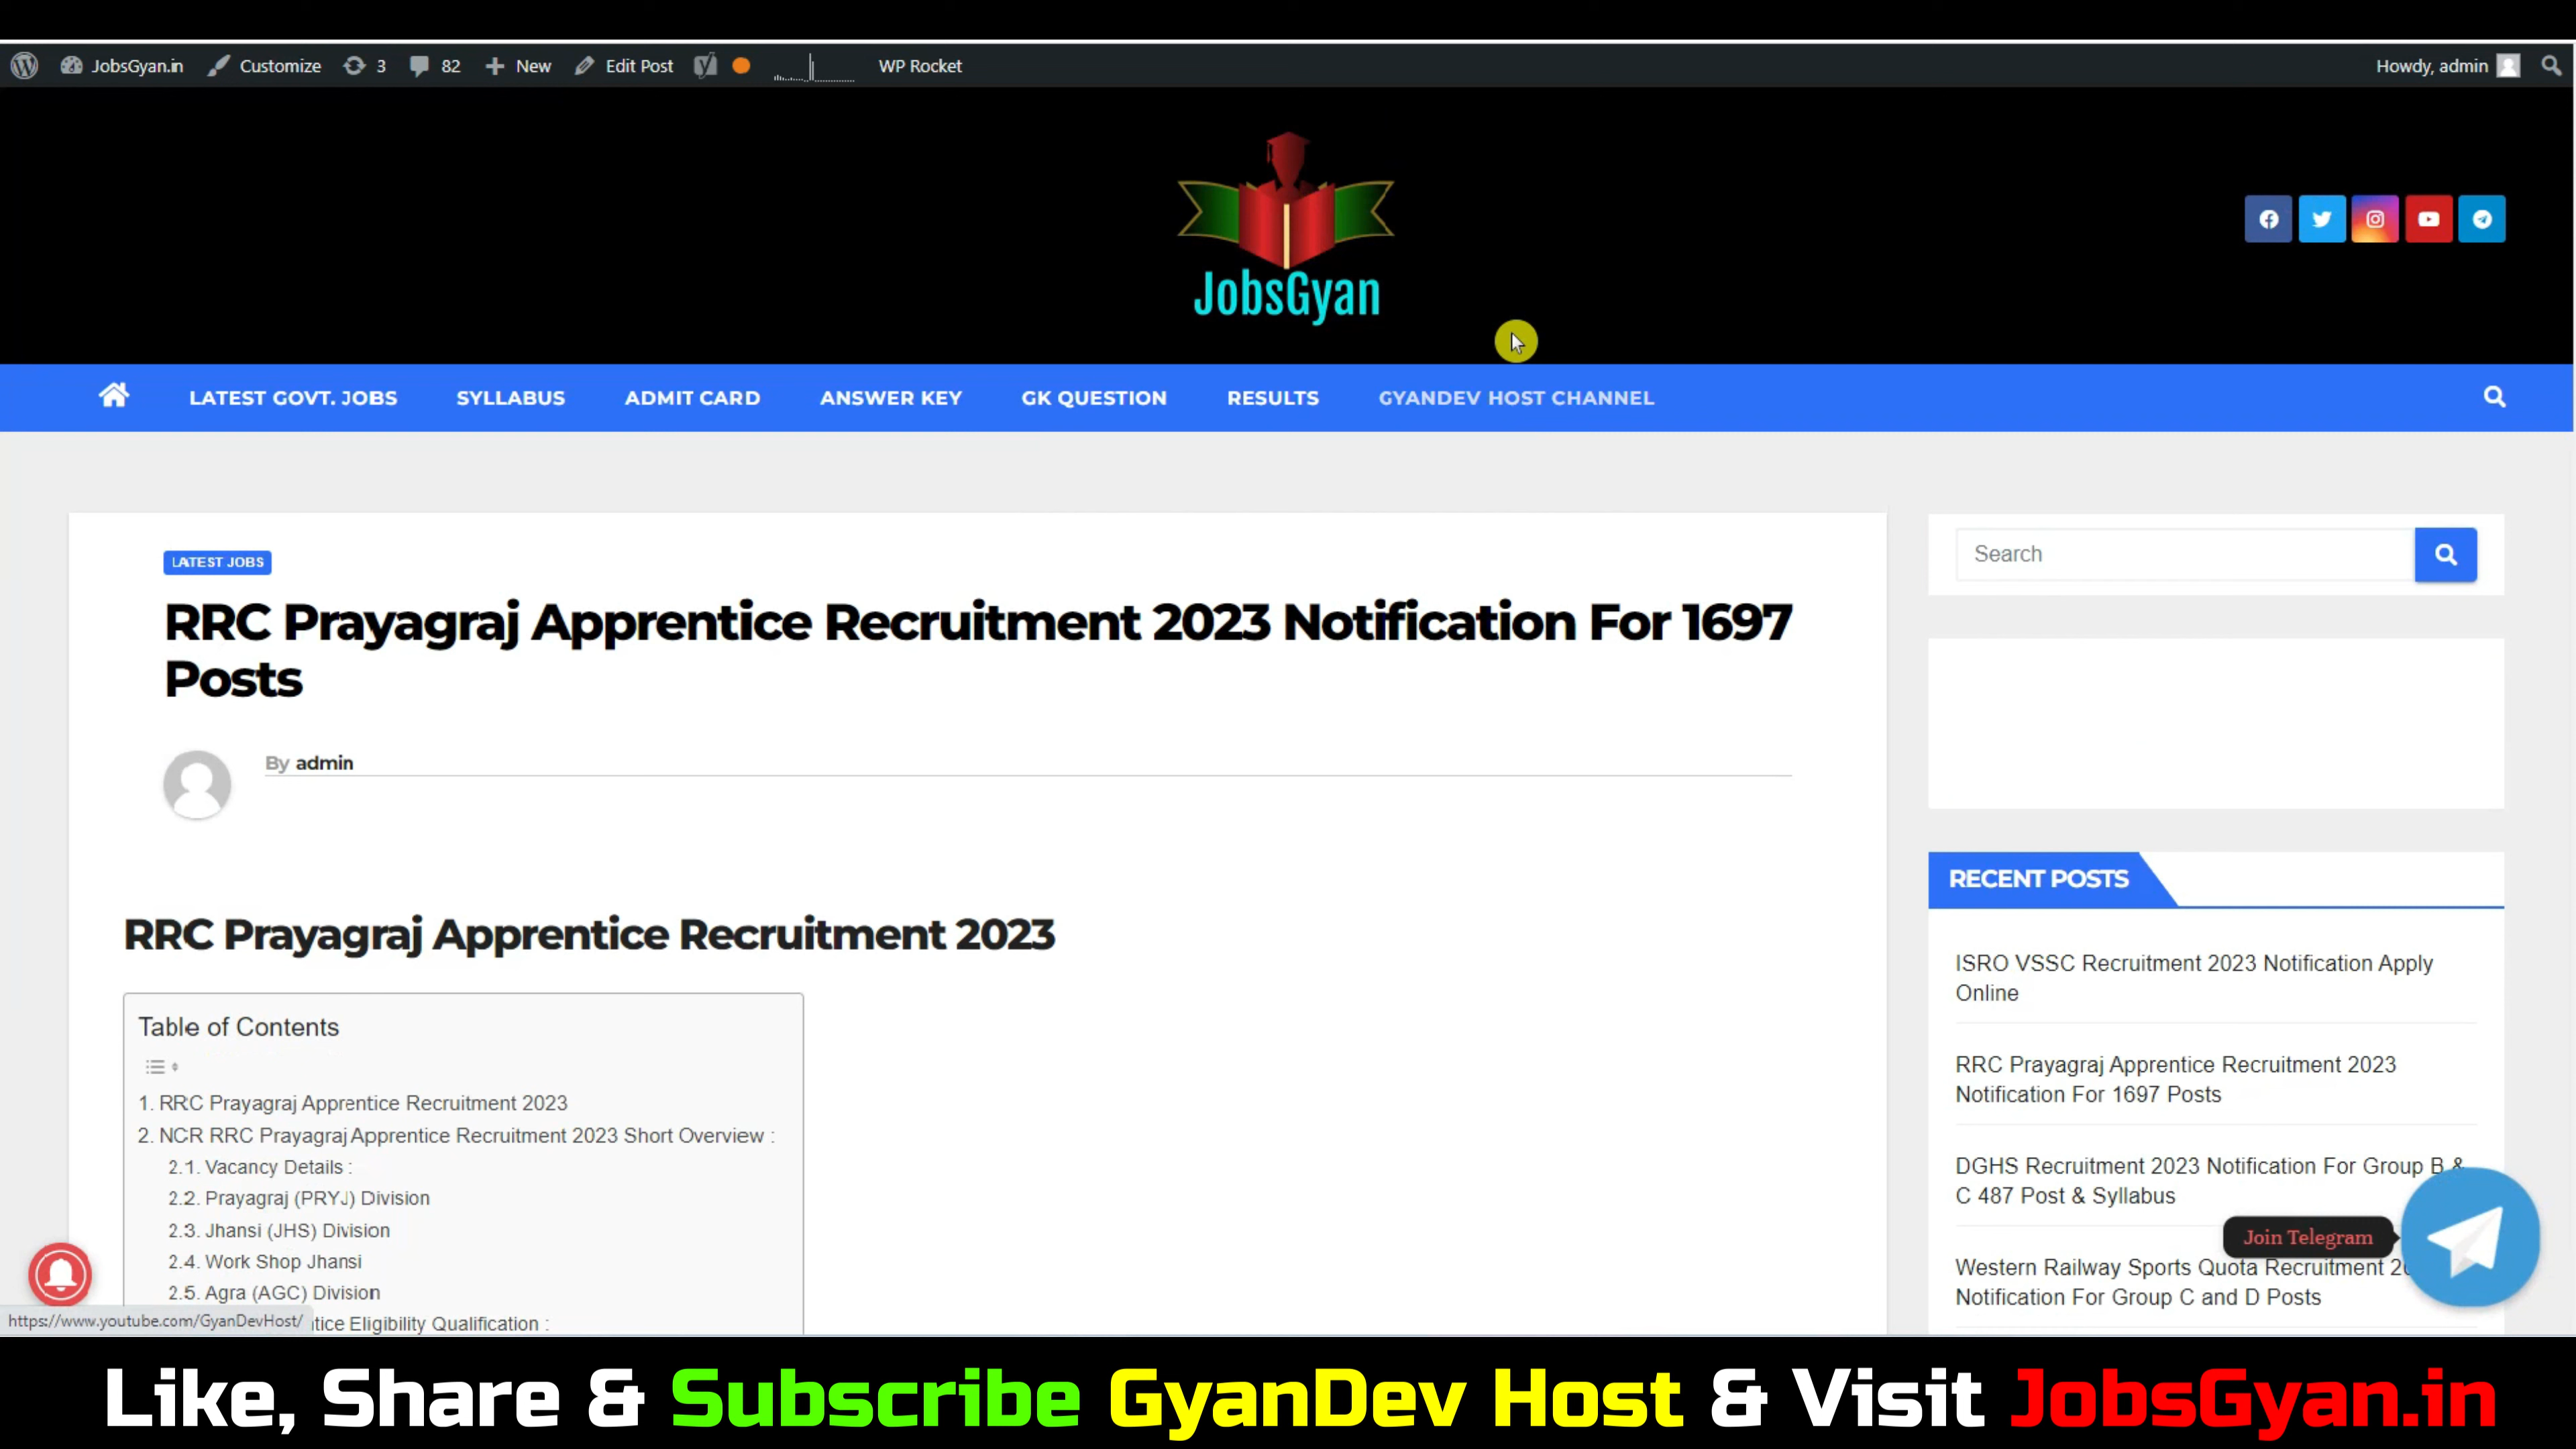 JobsGyan.in Customize 3 82 New Edit Post WP Rocket Howdy, admin
JobsGyan
LATEST GOVT. JOBS SYLLABUS ADMIT CARD ANSWER KEY GK QUESTION RESULTS GYANDEV HOST CHANNEL
LATEST JOBS
RRC Prayagraj Apprentice Recruitment 2023 Notification For 1697
Posts
By admin
RRC Prayagraj Apprentice Recruitment 2023
Table of Contents
1. RRC Prayagraj Apprentice Recruitment 2023
2. NCR RRC Prayagraj Apprentice Recruitment 2023 Short Overview :
2.1. Vacancy Details :
2.2. Prayagraj (PRYJ) Division
2.3. Jhansi (JHS) Division
2.4. Work Shop Jhansi
2.5. Agra (AGC) Division
https://www.youtube.com/GyanDevHost/ Eligibility Qualification :
Search
RECENT POSTS
ISRO VSSC Recruitment 2023 Notification Apply
Online
RRC Prayagraj Apprentice Recruitment 2023
Notification For 1697 Posts
DGHS Recruitment 2023 Notification For Group B &
C 487 Post & Syllabus
Join Telegram
Western Railway Sports Quota Recruitment
Notification For Group C and D Posts
Like, Share & Subscribe GyanDev Host & Visit JobsGyan.in